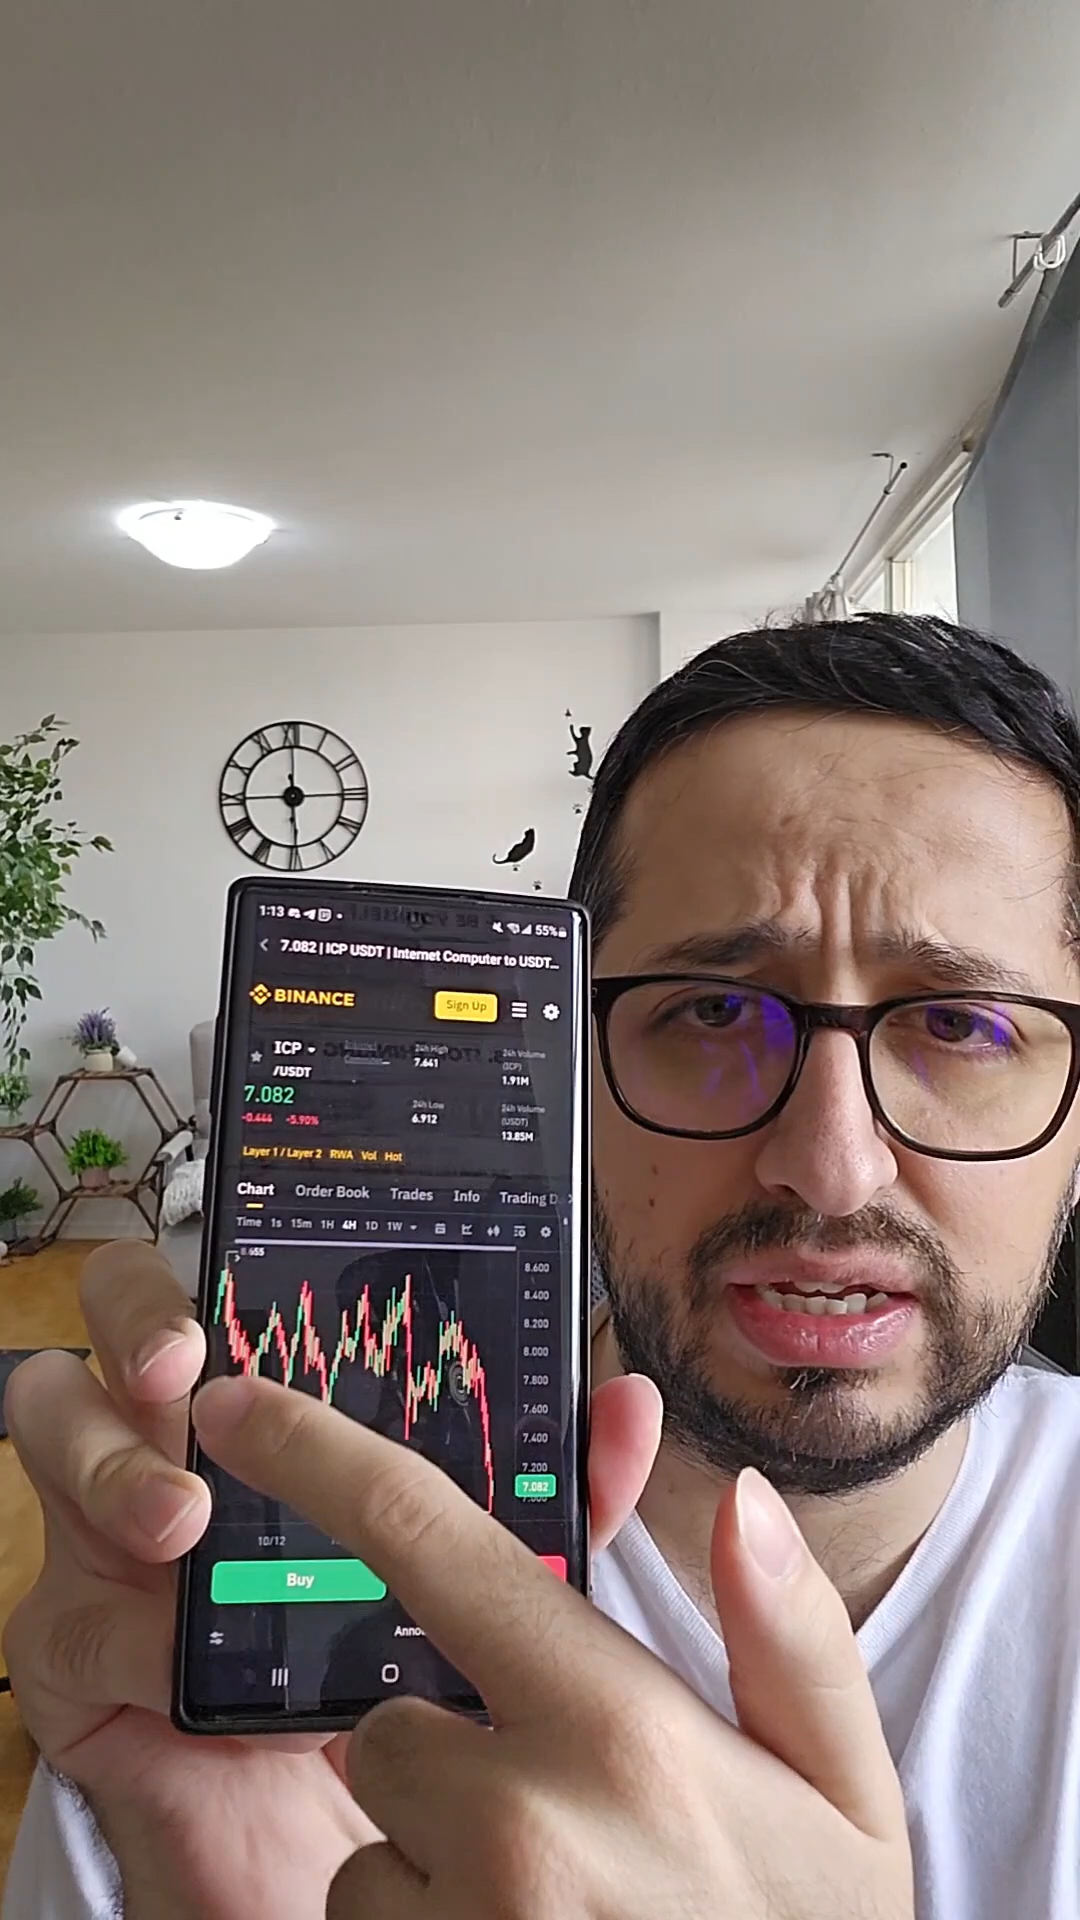 1:13
55%
7.082 | ICP USDT | Internet Computer to USDT...
BINANCE
Sign Up
ICP
/USDT
24h High
7.641
24h Volume
(ICP)
1.91M
7.082
-0.444 -5.90%
24h Low
6.912
24h Volume
(USDT)
13.85M
Layer 1 / Layer 2 RWA Vol Hot
Chart Order Book Trades Info Trading D
Time 1s 15m 1H 4H 1D 1W
8.655
8.600
8.400
8.200
8.000
7.800
7.600
7.400
7.200
7.082
7.000
10/12
Buy